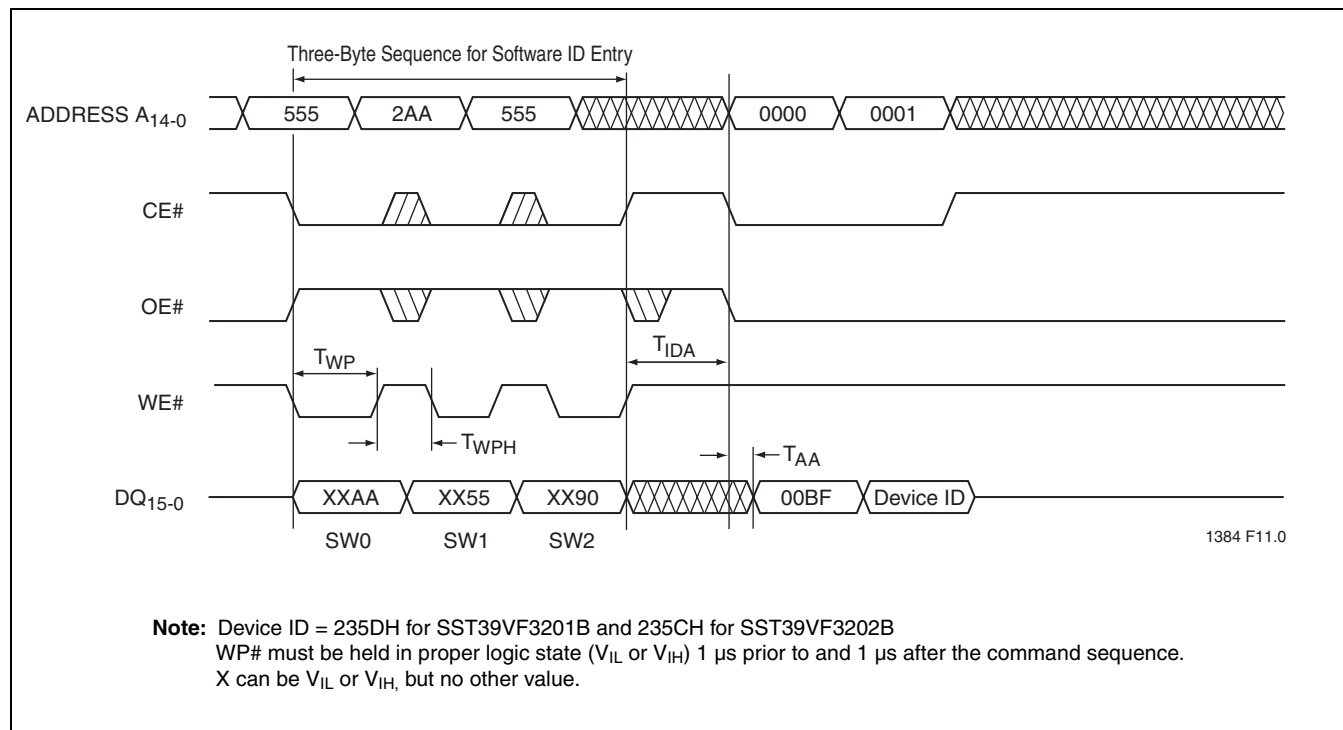 Three-Byte Sequence for Software ID Entry
ADDRESS A14-0 555 2AA 555 0000 0001
CE#
OE#
TWP TIDA
WE#
TWPH TAA
DQ15-0 XXAA XX55 XX90 00BF Device ID
SW0 SW1 SW2
1384 F11.0
Note: Device ID = 235DH for SST39VF3201B and 235CH for SST39VF3202B
WP# must be held in proper logic state (VIL or VIH) 1 µs prior to and 1 µs after the command sequence.
X can be VIL or VIH, but no other value.